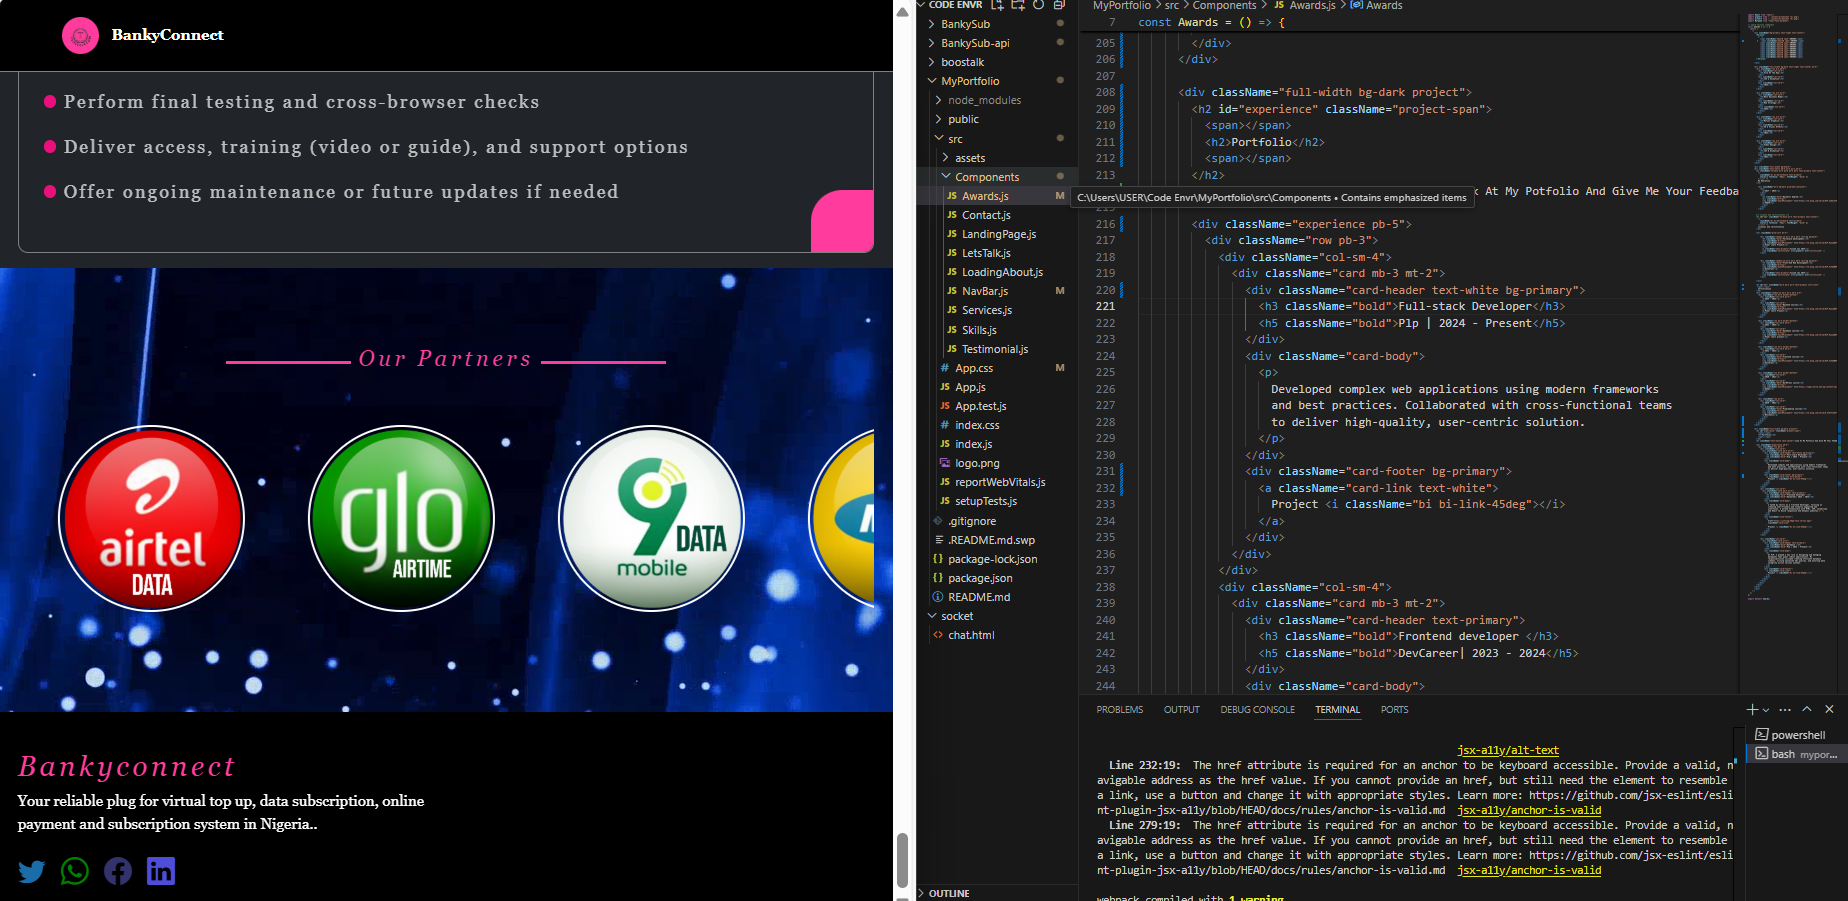 BankyConnect
Perform final testing and cross-browser checks
Deliver access, training (video or guide), and support options
Offer ongoing maintenance or future updates if needed
Our Partners
airtel
DATA
glo
AIRTIME
9
DATA
mobile
Bankyconnect
Your reliable plug for virtual top up, data subscription, online
payment and subscription system in Nigeria..
CODE ENVR
BankySub
BankySub-api
boostalk
MyPortfolio
node_modules
public
src
assets
Components
JS Awards.js M
JS Contact.js
JS LandingPage.js
JS LetsTalk.js
JS LoadingAbout.js
JS NavBar.js M
JS Services.js
JS Skills.js
JS Testimonial.js
# App.css M
JS App.js
JS App.test.js
# index.css
JS index.js
logo.png
JS reportWebVitals.js
JS setupTests.js
.gitignore
.README.md.swp
{} package-lock.json
{} package.json
README.md
socket
<> chat.html
OUTLINE
MyPortfolio > src > Components > JS Awards.js > Awards
7 const Awards = () => {
205 </div>
206 </div>
207
208 <div className="full-width bg-dark project">
209 <h2 id="experience" className="project-span">
210 <span></span>
211 <h2>Portfolio</h2>
212 <span></span>
213 </h2>
k At My Potfolio And Give Me Your Feedba
C:\Users\USER\Code Envr\MyPortfolio\src\Components • Contains emphasized items
216 <div className="experience pb-5">
217 <div className="row pb-3">
218 <div className="col-sm-4">
219 <div className="card mb-3 mt-2">
220 <div className="card-header text-white bg-primary">
221 <h3 className="bold">Full-stack Developer</h3>
222 <h5 className="bold">Plp | 2024 - Present</h5>
223 </div>
224 <div className="card-body">
225 <p>
226 Developed complex web applications using modern frameworks
227 and best practices. Collaborated with cross-functional teams
228 to deliver high-quality, user-centric solution.
229 </p>
230 </div>
231 <div className="card-footer bg-primary">
232 <a className="card-link text-white">
233 Project <i className="bi bi-link-45deg"></i>
234 </a>
235 </div>
236 </div>
237 </div>
238 <div className="col-sm-4">
239 <div className="card mb-3 mt-2">
240 <div className="card-header text-primary">
241 <h3 className="bold">Frontend developer </h3>
242 <h5 className="bold">DevCareer| 2023 - 2024</h5>
243 </div>
244 <div className="card-body">
PROBLEMS OUTPUT DEBUG CONSOLE TERMINAL PORTS
powershell
bash mypor...
jsx-a11y/alt-text
Line 232:19: The href attribute is required for an anchor to be keyboard accessible. Provide a valid, n
avigable address as the href value. If you cannot provide an href, but still need the element to resemble
a link, use a button and change it with appropriate styles. Learn more: https://github.com/jsx-eslint/esli
nt-plugin-jsx-a11y/blob/HEAD/docs/rules/anchor-is-valid.md jsx-a11y/anchor-is-valid
Line 279:19: The href attribute is required for an anchor to be keyboard accessible. Provide a valid, n
avigable address as the href value. If you cannot provide an href, but still need the element to resemble
a link, use a button and change it with appropriate styles. Learn more: https://github.com/jsx-eslint/esli
nt-plugin-jsx-a11y/blob/HEAD/docs/rules/anchor-is-valid.md jsx-a11y/anchor-is-valid
webpack compiled with 1 warning